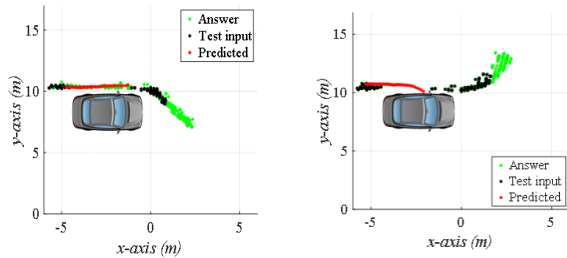 15
10
5
0
-5
0
5
y-axis (m)
x-axis (m)
Answer
Test input
Predicted
15
10
5
0
-5
0
5
y-axis (m)
x-axis (m)
Answer
Test input
Predicted